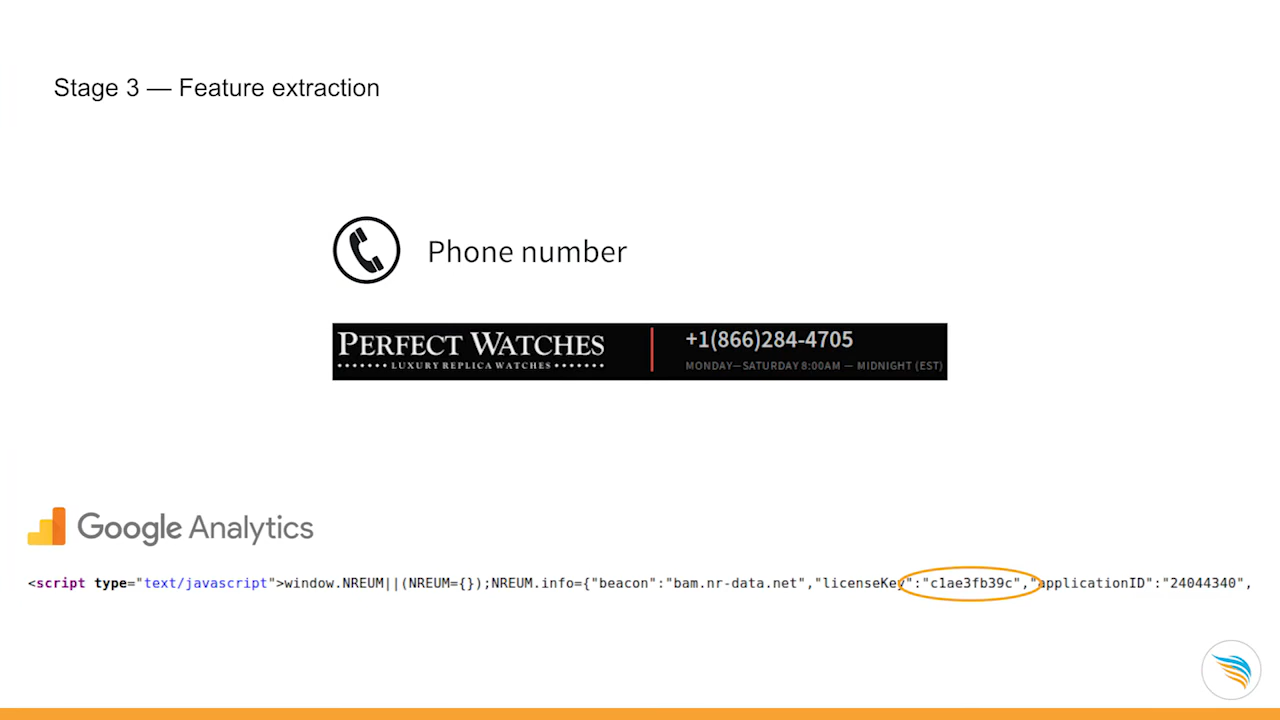 Stage 3 — Feature extraction
Phone number
PERFECT WATCHES
LUXURY REPLICA WATCHES
+1(866)284-4705
MONDAY—SATURDAY 8:00AM — MIDNIGHT (EST)
Google Analytics
<script type="text/javascript">window.NREUM||(NREUM={});NREUM.info={"beacon":"bam.nr-data.net","licenseKey":"c1ae3fb39c","applicationID":"24044340",